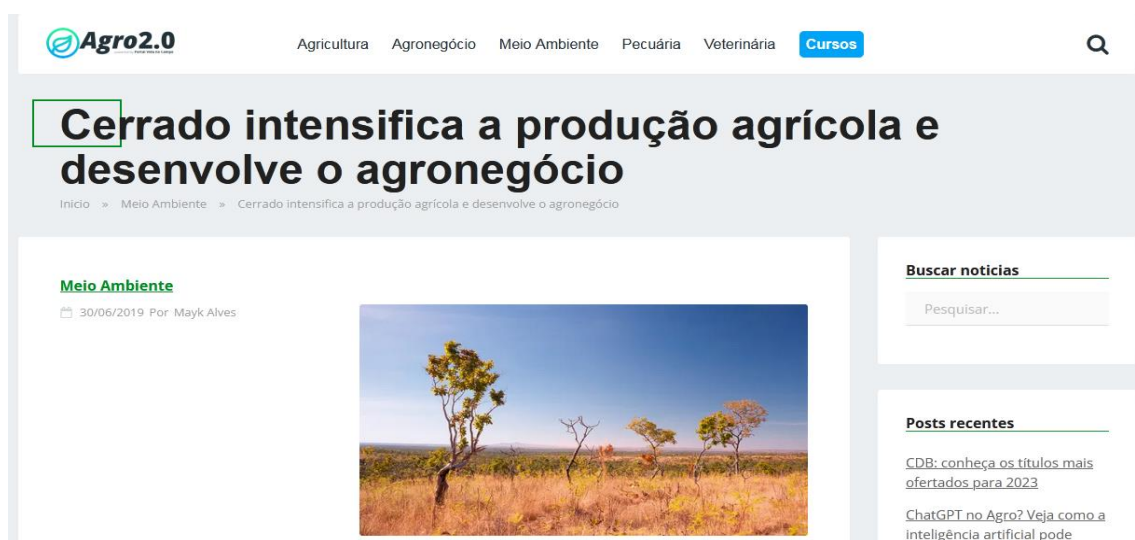 Agro2.0
Agricultura Agronegócio Meio Ambiente Pecuária Veterinária Cursos
Cerrado intensifica a produção agrícola e
desenvolve o agronegócio
Inicio » Meio Ambiente » Cerrado intensifica a produção agrícola e desenvolve o agronegócio
Meio Ambiente
30/06/2019 Por Mayk Alves
Buscar noticias
Pesquisar...
Posts recentes
CDB: conheça os títulos mais
ofertados para 2023
ChatGPT no Agro? Veja como a
inteligência artificial pode